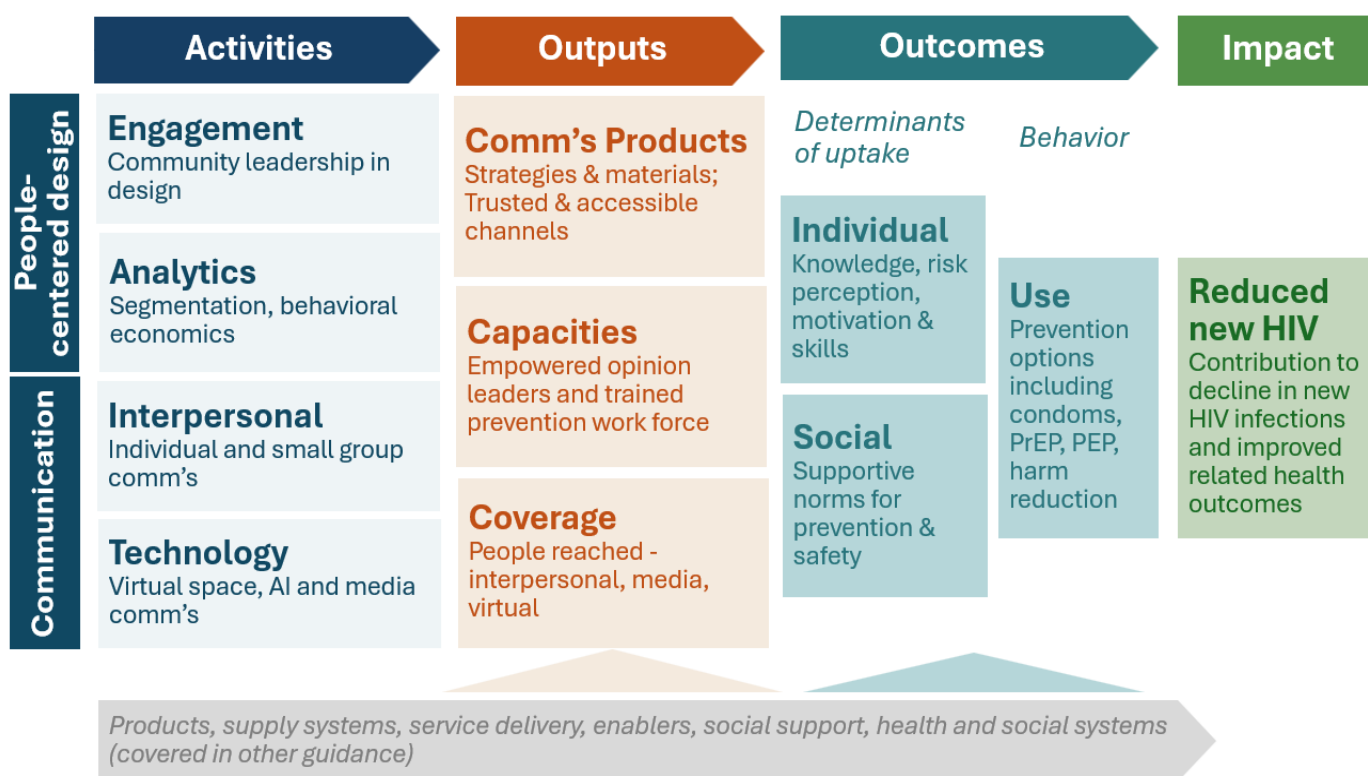 Activities
Outputs
Outcomes
Impact
People-
centered design
Communication
Engagement
Community leadership in
design
Analytics
Segmentation, behavioral
economics
Interpersonal
Individual and small group
comm's
Technology
Virtual space, AI and media
comm's
Comm's Products
Strategies & materials;
Trusted & accessible
channels
Capacities
Empowered opinion
leaders and trained
prevention work force
Coverage
People reached -
interpersonal, media,
virtual
Determinants
of uptake
Individual
Knowledge, risk
perception,
motivation &
skills
Social
Supportive
norms for
prevention &
safety
Behavior
Use
Prevention
options
including
condoms,
PrEP, PEP,
harm
reduction
Reduced
new HIV
Contribution to
decline in new
HIV infections
and improved
related health
outcomes
Products, supply systems, service delivery, enablers, social support, health and social systems
(covered in other guidance)